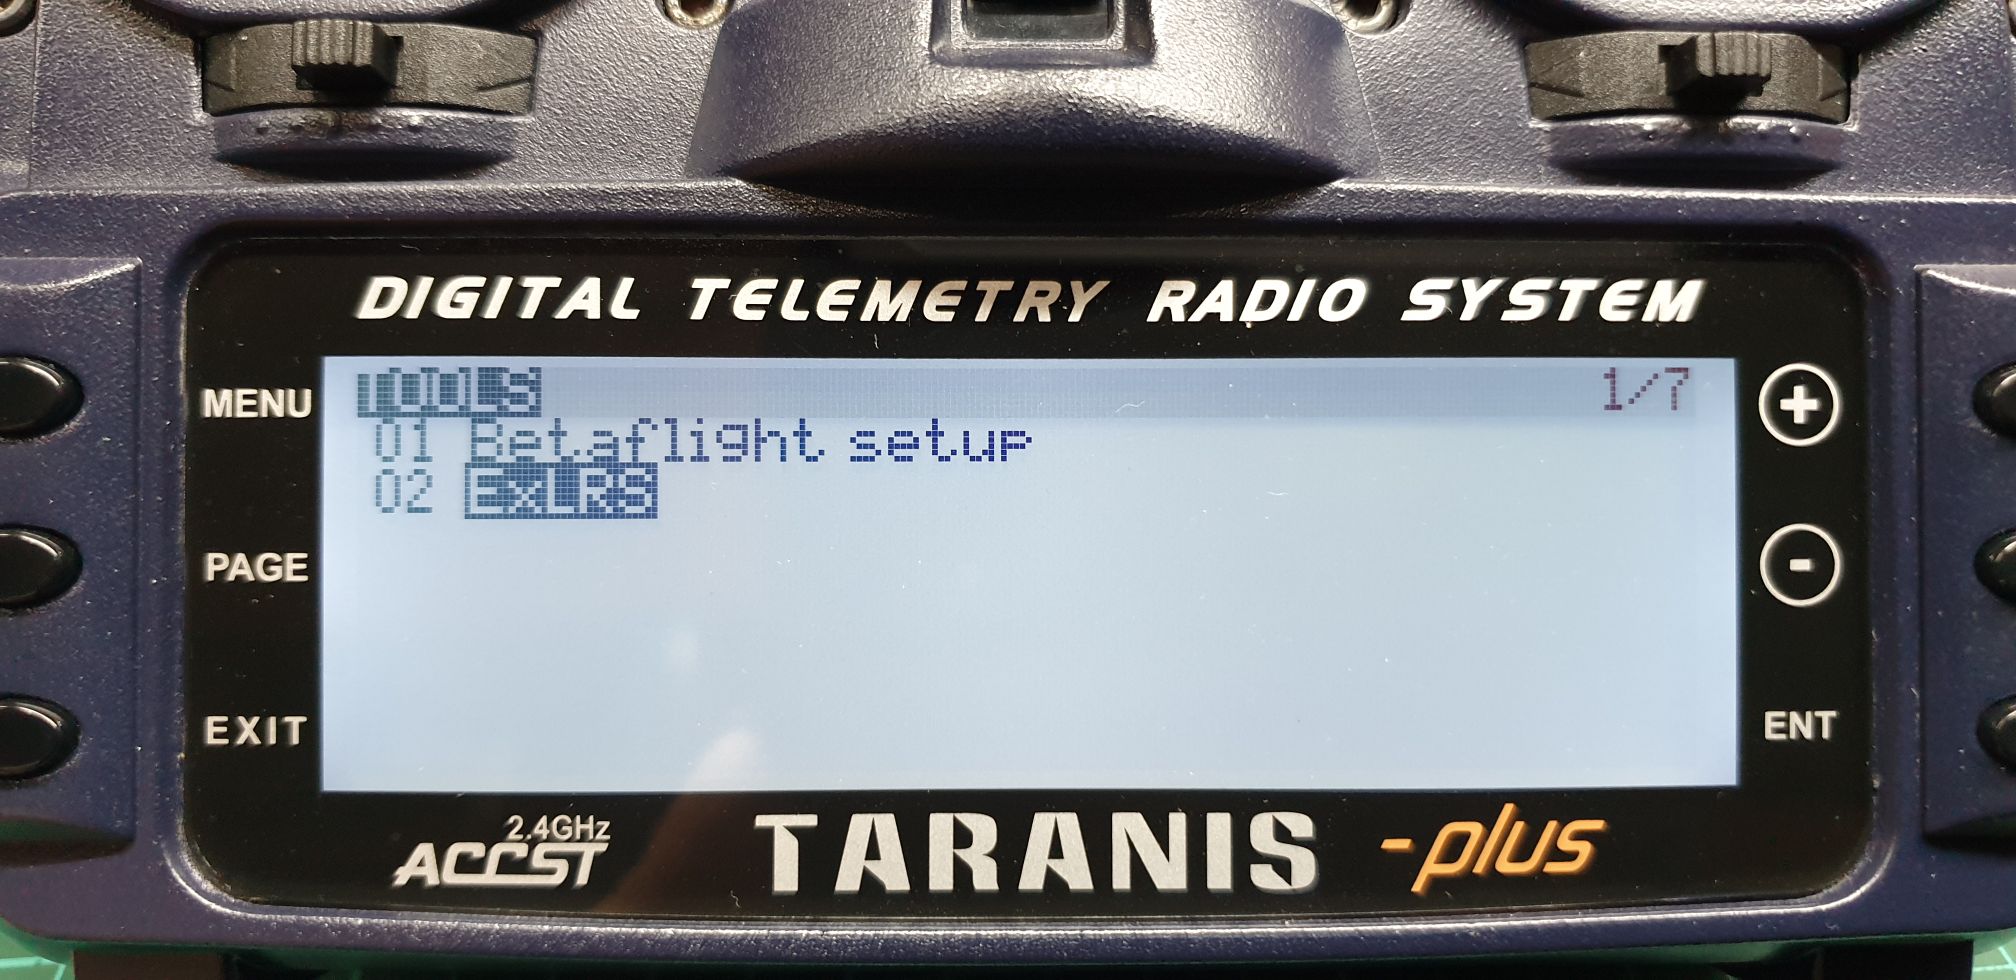 DIGITAL TELEMETRY RADIO SYSTEM
MENU
PAGE
EXIT
TOOLS 1/7
01 Betaflight setup
02 ExLRS
+
-
ENT
2.4GHz
ACCST
TARANIS -plus